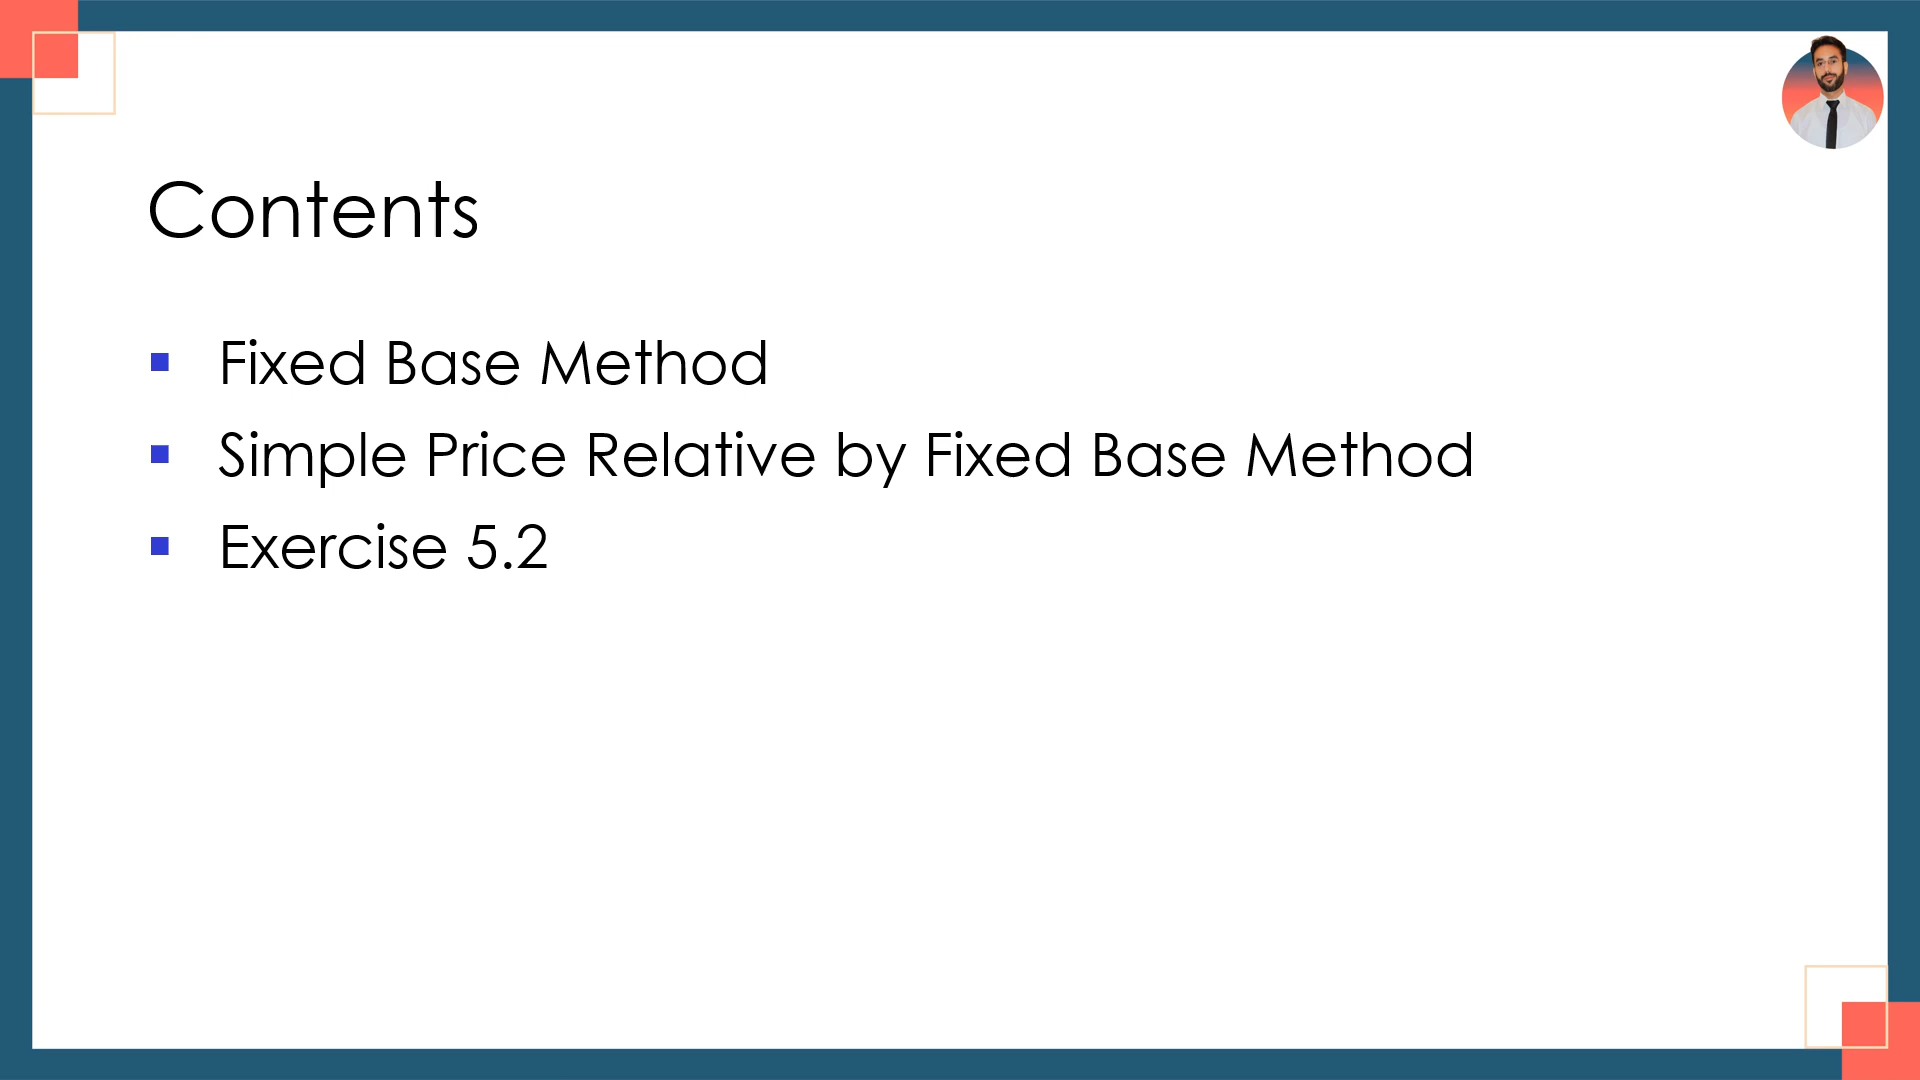 Contents
▪ Fixed Base Method
▪ Simple Price Relative by Fixed Base Method
▪ Exercise 5.2